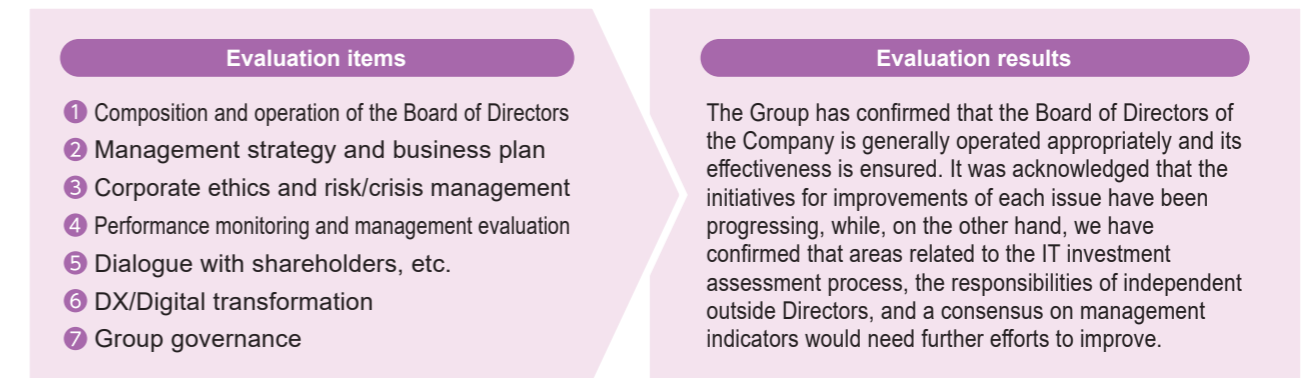 Evaluation items
❶ Composition and operation of the Board of Directors
❷ Management strategy and business plan
❸ Corporate ethics and risk/crisis management
❹ Performance monitoring and management evaluation
❺ Dialogue with shareholders, etc.
❻ DX/Digital transformation
❼ Group governance
Evaluation results
The Group has confirmed that the Board of Directors of
the Company is generally operated appropriately and its
effectiveness is ensured. It was acknowledged that the
initiatives for improvements of each issue have been
progressing, while, on the other hand, we have
confirmed that areas related to the IT investment
assessment process, the responsibilities of independent
outside Directors, and a consensus on management
indicators would need further efforts to improve.